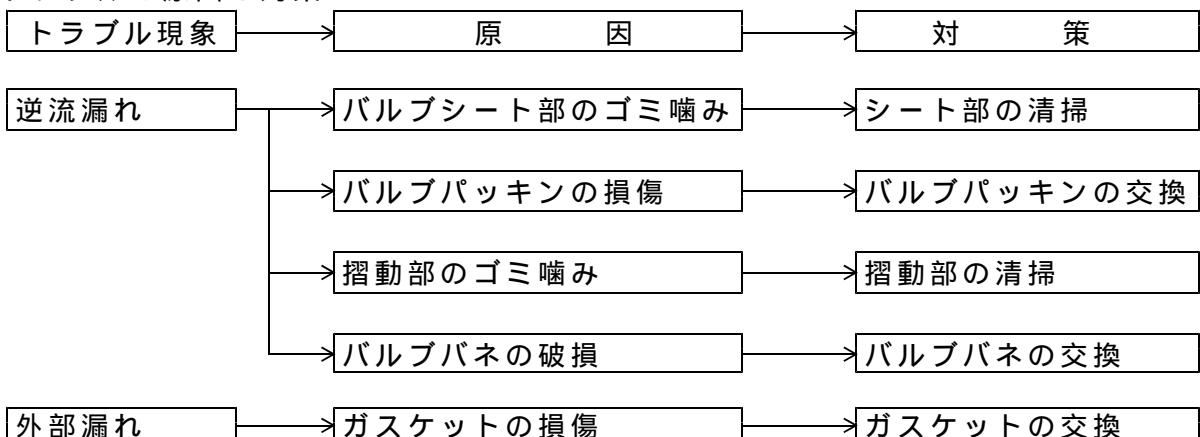 トラブル現象 原因 対策
逆流漏れ バルブシート部のゴミ噛み シート部の清掃
バルブパッキンの損傷 バルブパッキンの交換
摺動部のゴミ噛み 摺動部の清掃
バルブバネの破損 バルブバネの交換
外部漏れ ガスケットの損傷 ガスケットの交換